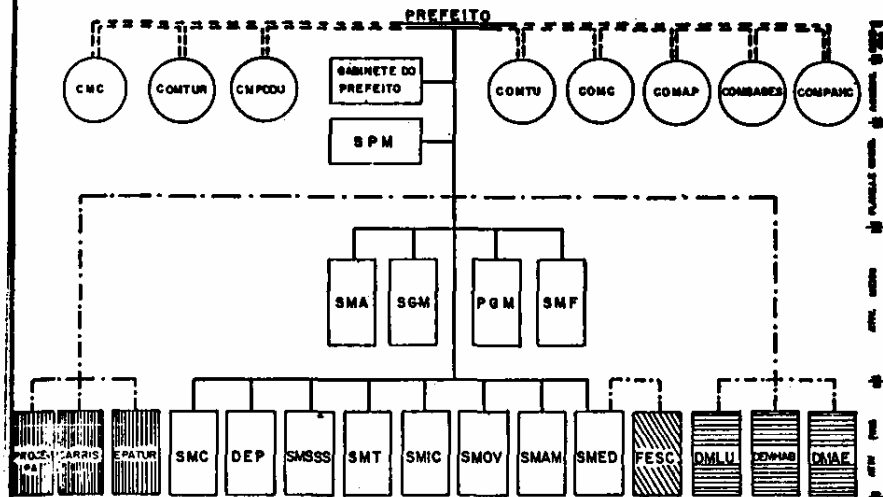 PREFEITO
CMC
COMTUR
CMPDDU
GABINETE DO
PREFEITO
COMTU
COMC
COMAP
COMPAHC
SPM
SMA
SGM
PGM
SMF
CARRIS
EPATUR
SMC
DEP
SMSSS
SMT
SMIC
SMOV
SMAM
SMED
FESC
DMLU
DEMHAB
DMAE